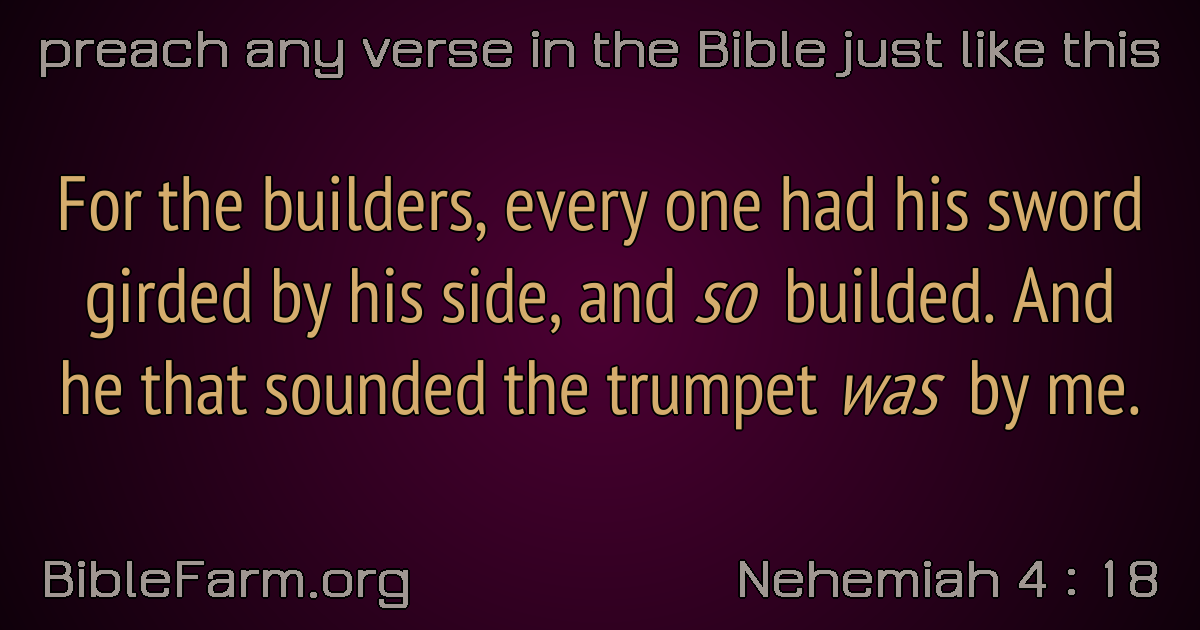 preach any verse in the Bible just like this
For the builders, every one had his sword
girded by his side, and so builded. And
he that sounded the trumpet was by me.
BibleFarm.org
Nehemiah 4 : 18